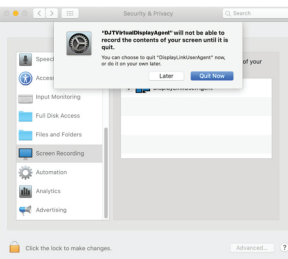 Security & Privacy
Search
"DJTVirtualDisplayAgent" will not be able to
record the contents of your screen until it is
quit.
You can choose to quit "DisplayLinkUserAgent" now,
or do it on your own later.
Later
Quit Now
Speech
of your
Access
DisplayLinkUserAgent
Input Monitoring
Full Disk Access
Files and Folders
Screen Recording
Automation
Analytics
Advertising
Click the lock to make changes.
Advanced...
?